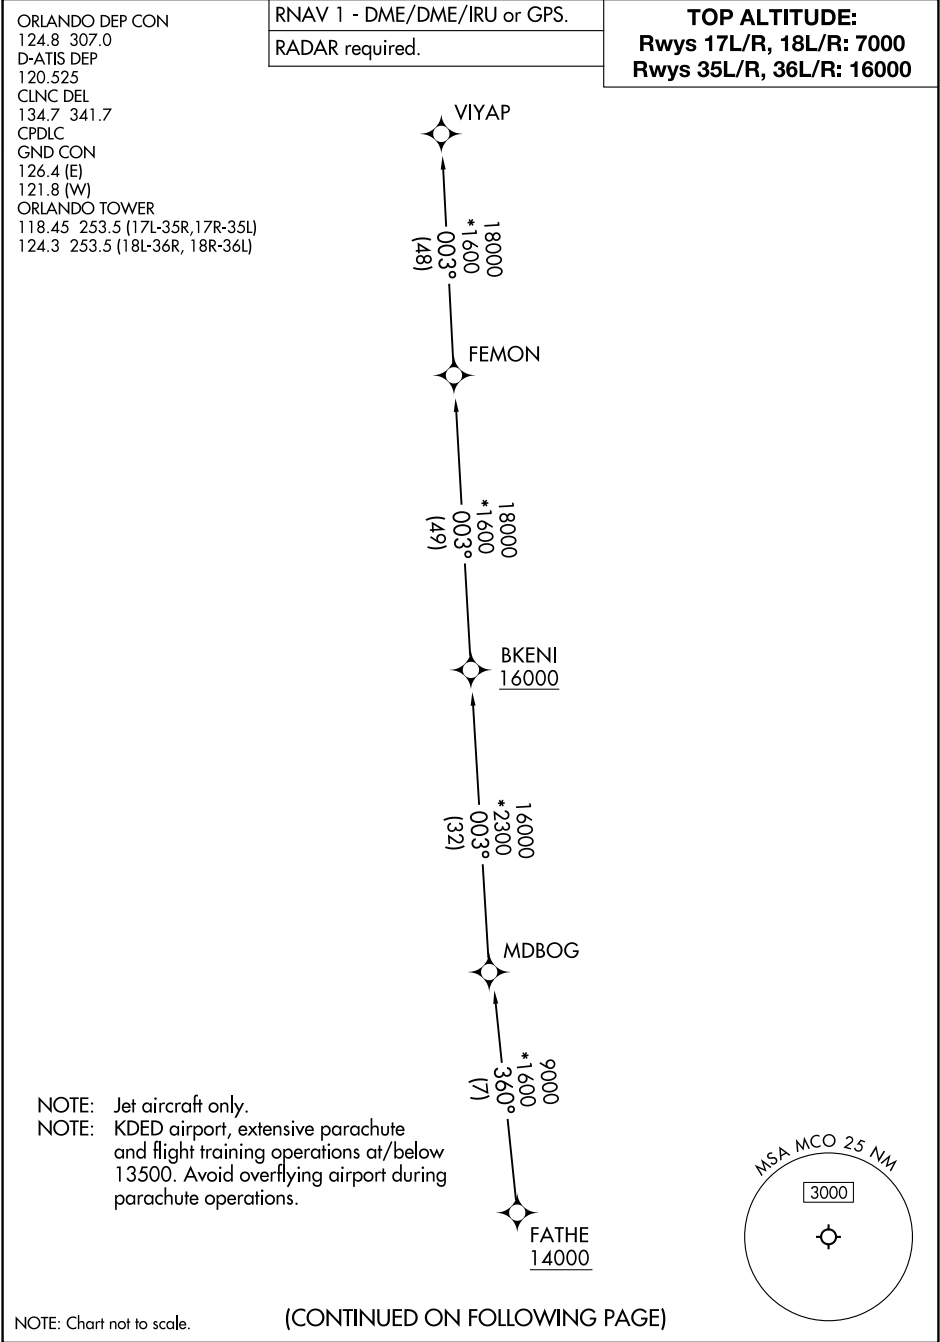 ORLANDO DEP CON
124.8 307.0
D-ATIS DEP
120.525
CLNC DEL
134.7 341.7
CPDLC
GND CON
126.4 (E)
121.8 (W)
ORLANDO TOWER
118.45 253.5 (17L-35R,17R-35L)
124.3 253.5 (18L-36R, 18R-36L)
RNAV 1 - DME/DME/IRU or GPS.
RADAR required.
TOP ALTITUDE:
Rwys 17L/R, 18L/R: 7000
Rwys 35L/R, 36L/R: 16000
VIYAP
18000
*1600
003°
(48)
FEMON
18000
*1600
003°
(49)
BKENI
16000
16000
*2300
003°
(32)
MDBOG
9000
*1600
360°
(7)
FATHE
14000
NOTE: Jet aircraft only.
NOTE: KDED airport, extensive parachute
and flight training operations at/below
13500. Avoid overflying airport during
parachute operations.
MSA MCO 25 NM
3000
NOTE: Chart not to scale.
(CONTINUED ON FOLLOWING PAGE)